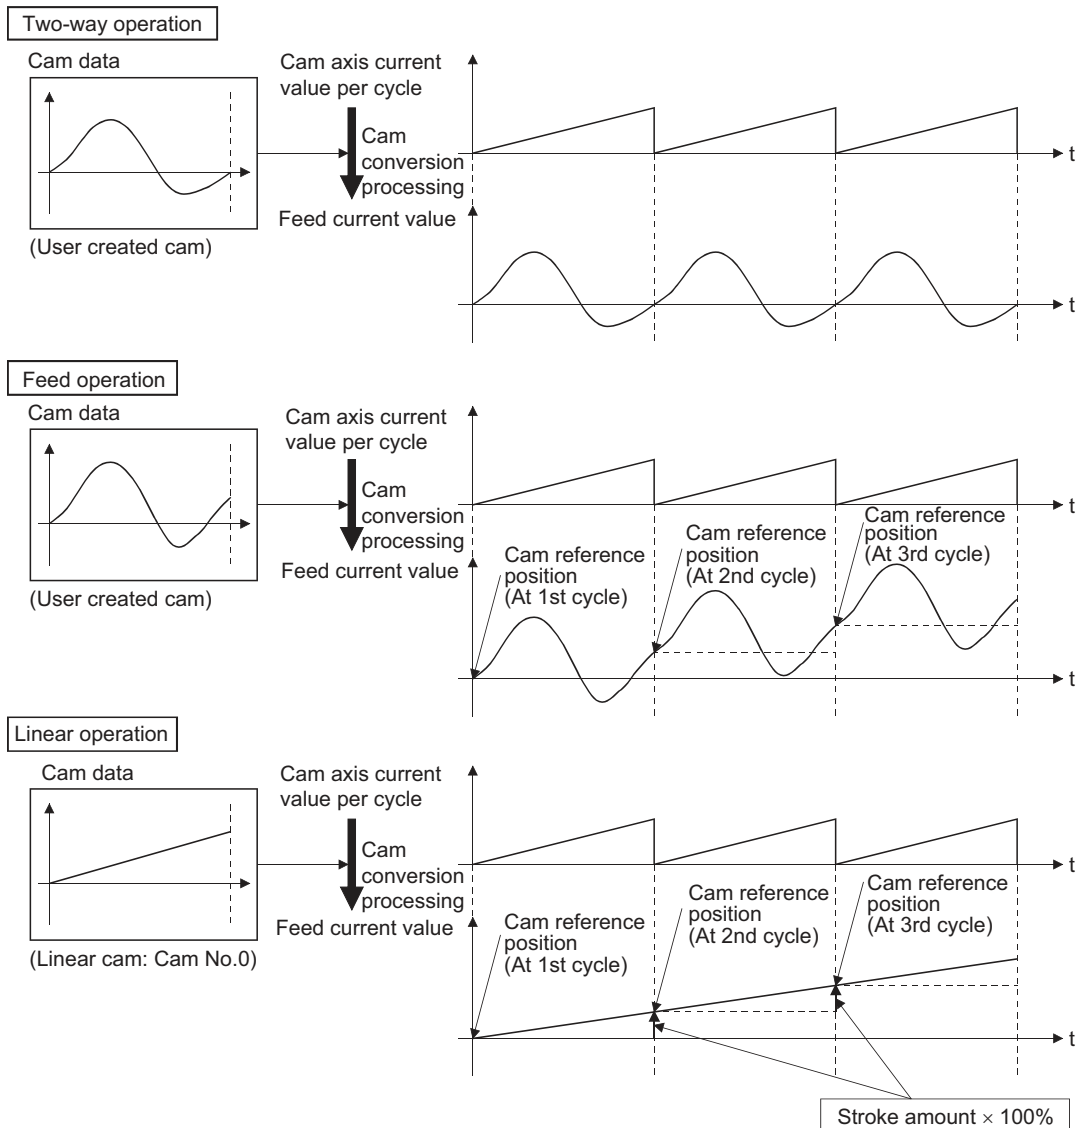 Two-way operation
Cam data
(User created cam)
Cam axis current
value per cycle
Cam
conversion
processing
Feed current value
t
t
Feed operation
Cam data
(User created cam)
Cam axis current
value per cycle
Cam
conversion
processing
Feed current value
t
Cam reference
position
(At 1st cycle)
Cam reference
position
(At 2nd cycle)
Cam reference
position
(At 3rd cycle)
t
Linear operation
Cam data
(Linear cam: Cam No.0)
Cam axis current
value per cycle
Cam
conversion
processing
Feed current value
t
Cam reference
position
(At 1st cycle)
Cam reference
position
(At 2nd cycle)
Cam reference
position
(At 3rd cycle)
t
Stroke amount × 100%